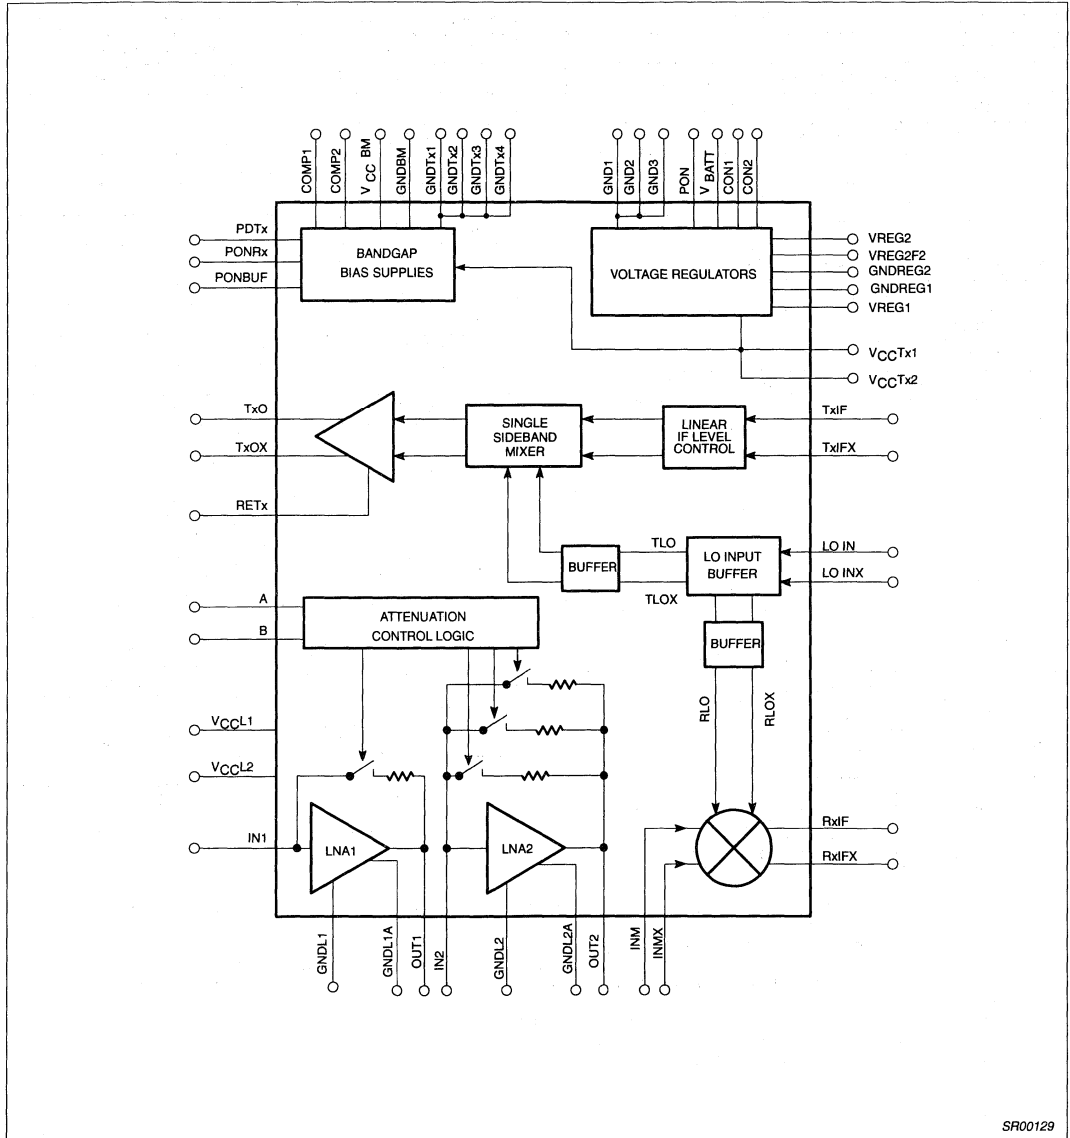 COMP1
COMP2
VCC BM
GNDBM
GNDTx1
GNDTx2
GNDTx3
GNDTx4
GND1
GND2
GND3
PON
VBATT
CON1
CON2
PDTx
PONRx
PONBUF
BANDGAP
BIAS SUPPLIES
VOLTAGE REGULATORS
VREG2
VREG2F2
GNDREG2
GNDREG1
VREG1
VCCTx1
VCCTx2
TxO
TxOX
RETx
SINGLE
SIDEBAND
MIXER
LINEAR
IF LEVEL
CONTROL
TxIF
TxIFX
TLO
TLOX
BUFFER
LO INPUT
BUFFER
LO IN
LO INX
A
B
ATTENUATION
CONTROL LOGIC
BUFFER
RLO
RLOX
VCCL1
VCCL2
IN1
LNA1
LNA2
RxIF
RxIFX
GNDL1
GNDL1A
OUT1
IN2
GNDL2
GNDL2A
OUT2
INM
INMX
SR00129